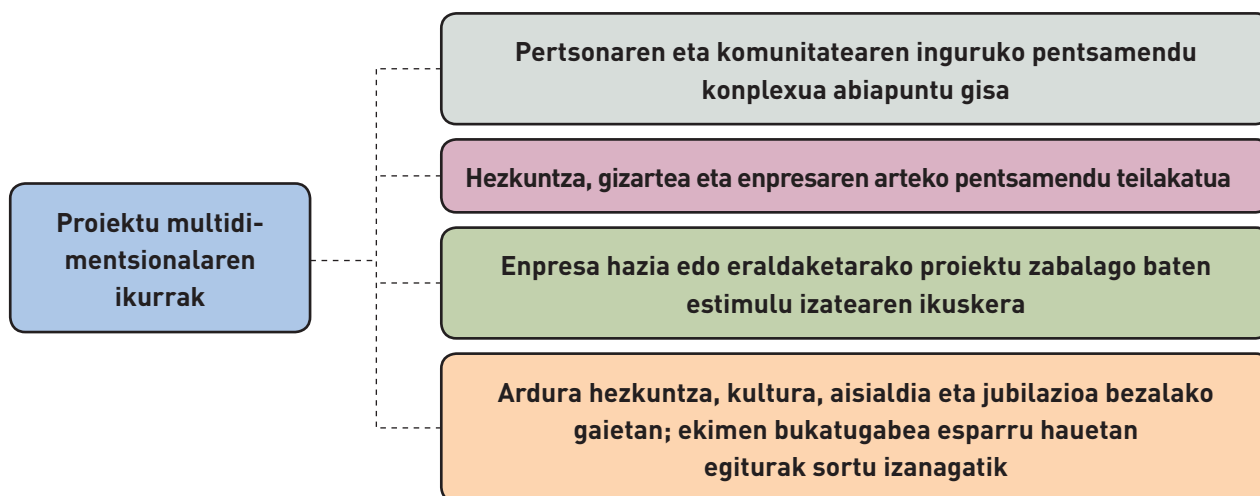 Proiektu multidi-
mentsionalaren
ikurrak
Pertsonaren eta komunitatearen inguruko pentsamendu
konplexua abiapuntu gisa
Hezkuntza, gizartea eta enpresaren arteko pentsamendu teilakatua
Enpresa hazia edo eraldaketarako proiektu zabalago baten
estimulu izatearen ikuskera
Ardura hezkuntza, kultura, aisialdia eta jubilazioa bezalako
gaietan; ekimen bukatugabea esparru hauetan
egiturak sortu izanagatik